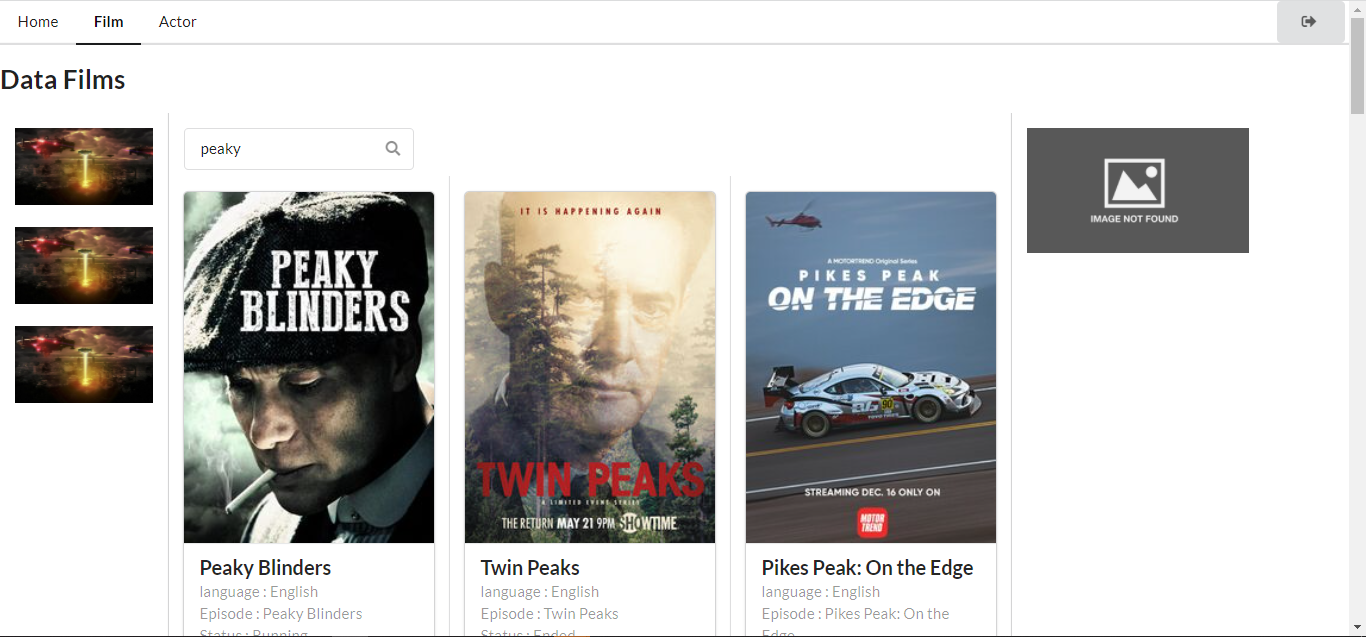 Home Film Actor
Data Films
peaky
IMAGE NOT FOUND
PEAKY
BLINDERS
IT IS HAPPENING AGAIN
TWIN PEAKS
A LIMITED EVENT SERIES
THE RETURN MAY 21 9PM SHOWTIME
A MOTORTREND Original Series
PIKES PEAK
ON THE EDGE
90
STREAMING DEC. 16 ONLY ON
MOTOR
TREND
Peaky Blinders
language : English
Episode : Peaky Blinders
Status : Running
Twin Peaks
language : English
Episode : Twin Peaks
Status : Ended
Pikes Peak: On the Edge
language : English
Episode : Pikes Peak: On the
Edge